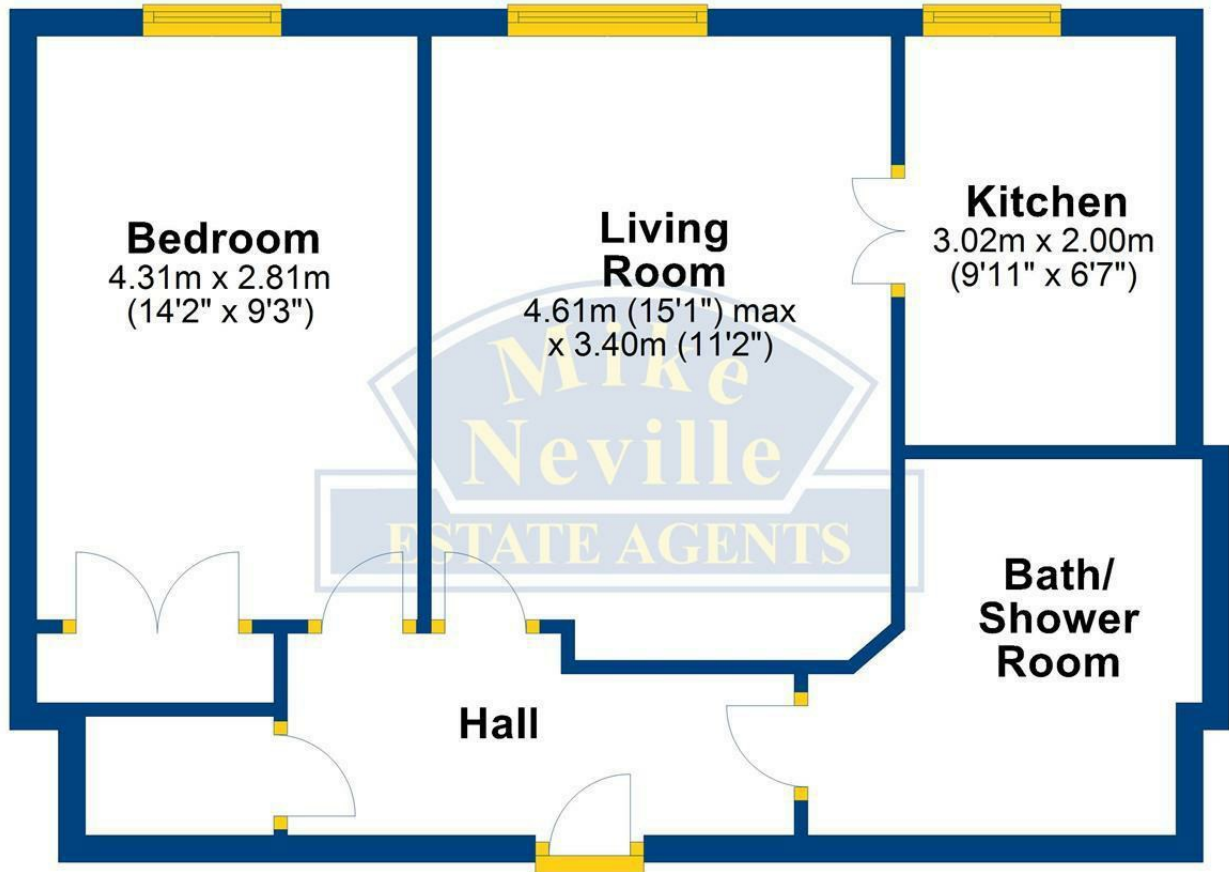 Bedroom
4.31m x 2.81m
(14'2" x 9'3")
Living
Room
4.61m (15'1") max
x 3.40m (11'2")
Kitchen
3.02m x 2.00m
(9'11" x 6'7")
Mike
Neville
ESTATE AGENTS
Bath/
Shower
Room
Hall